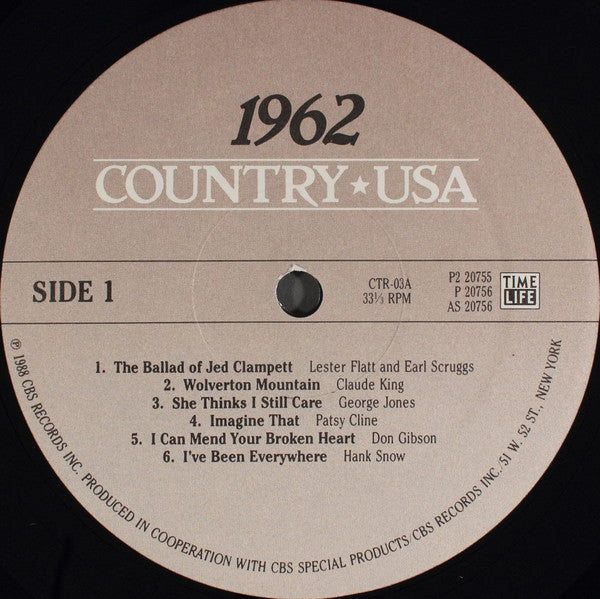 1962
COUNTRY★USA
SIDE 1
CTR-03A
33⅓ RPM
P2 20755
P 20756
AS 20756
TIME
LIFE
1. The Ballad of Jed Clampett Lester Flatt and Earl Scruggs
2. Wolverton Mountain Claude King
3. She Thinks I Still Care George Jones
4. Imagine That Patsy Cline
5. I Can Mend Your Broken Heart Don Gibson
6. I've Been Everywhere Hank Snow
℗ 1988 CBS RECORDS INC. PRODUCED IN COOPERATION WITH CBS SPECIAL PRODUCTS/CBS RECORDS INC./51 W. 52 ST., NEW YORK